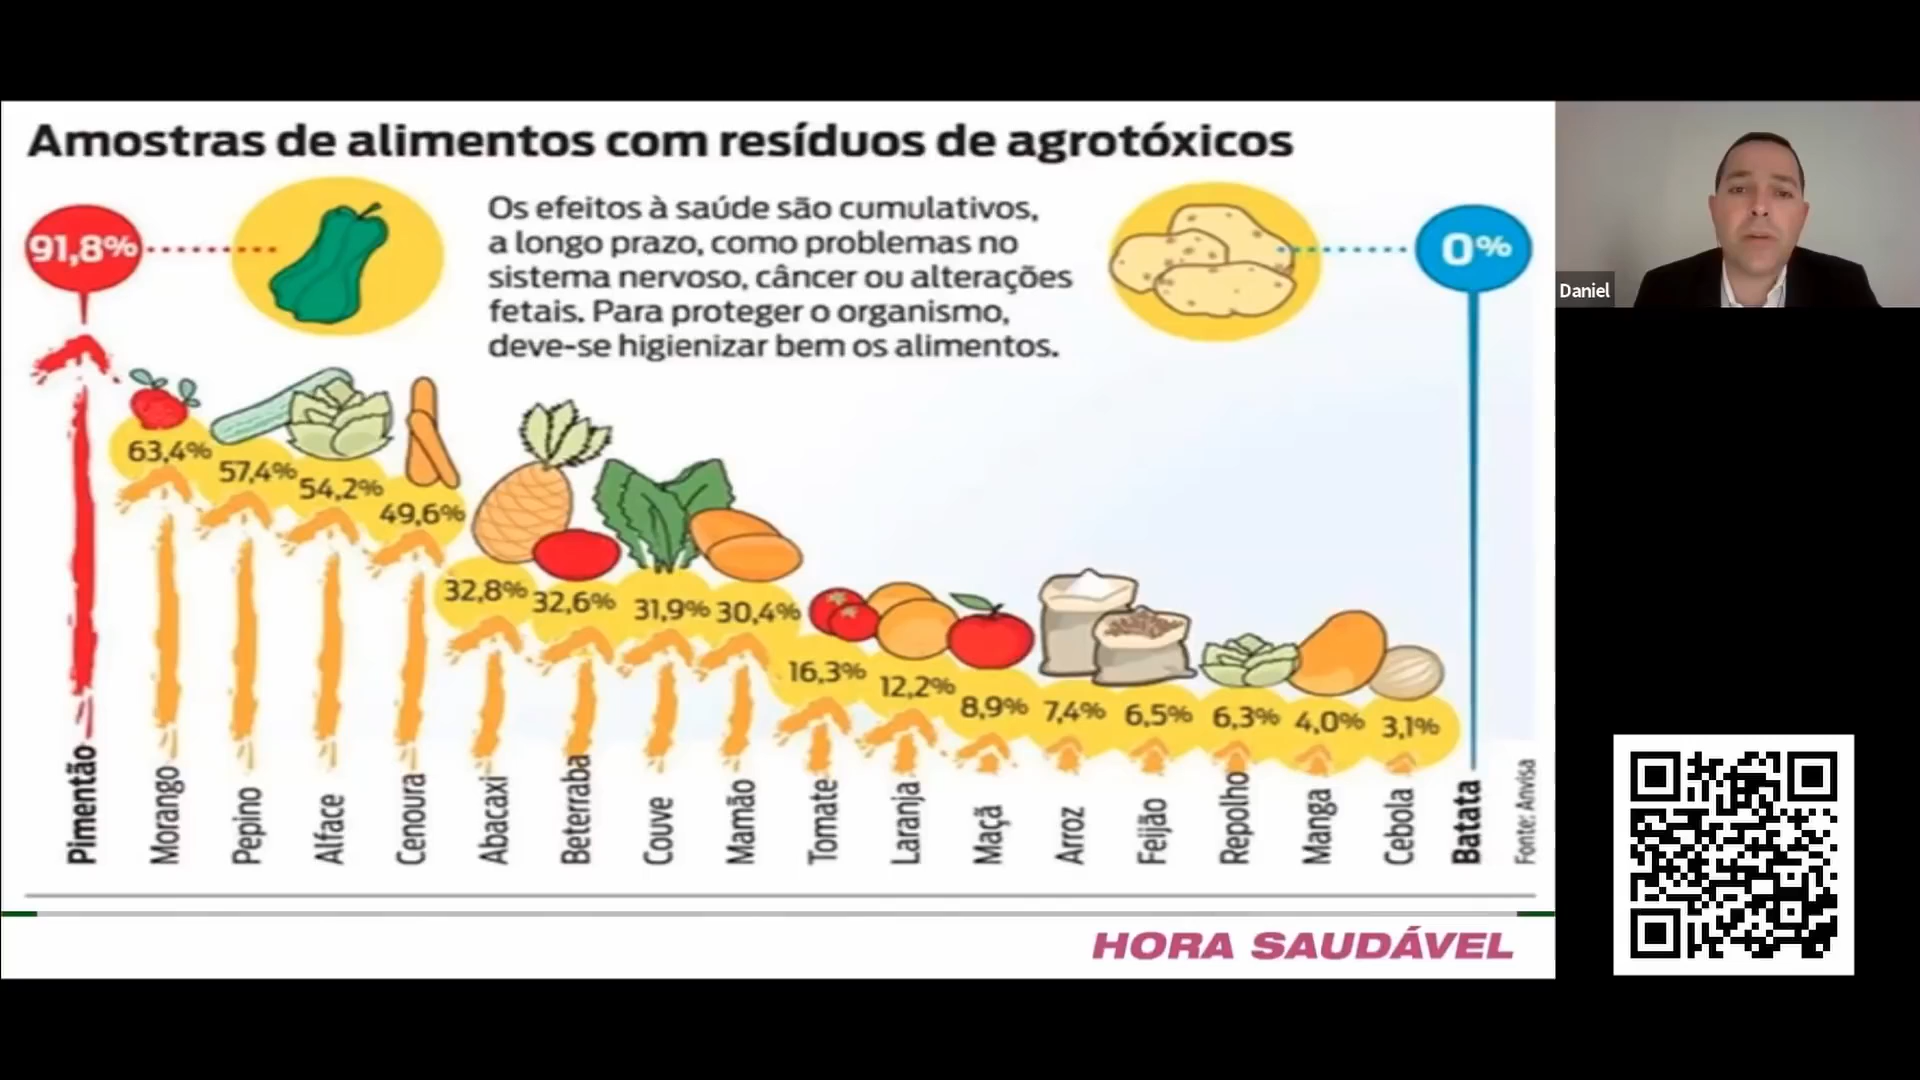 Amostras de alimentos com resíduos de agrotóxicos
91,8%
Os efeitos à saúde são cumulativos,
a longo prazo, como problemas no
sistema nervoso, câncer ou alterações
fetais. Para proteger o organismo,
deve-se higienizar bem os alimentos.
0%
Daniel
63,4%
57,4%
54,2%
49,6%
32,8%
32,6%
31,9%
30,4%
16,3%
12,2%
8,9%
7,4%
6,5%
6,3%
4,0%
3,1%
Pimentão
Morango
Pepino
Alface
Cenoura
Abacaxi
Beterraba
Couve
Mamão
Tomate
Laranja
Maçã
Arroz
Feijão
Repolho
Manga
Cebola
Batata
Fonte: Anvisa
HORA SAUDÁVEL